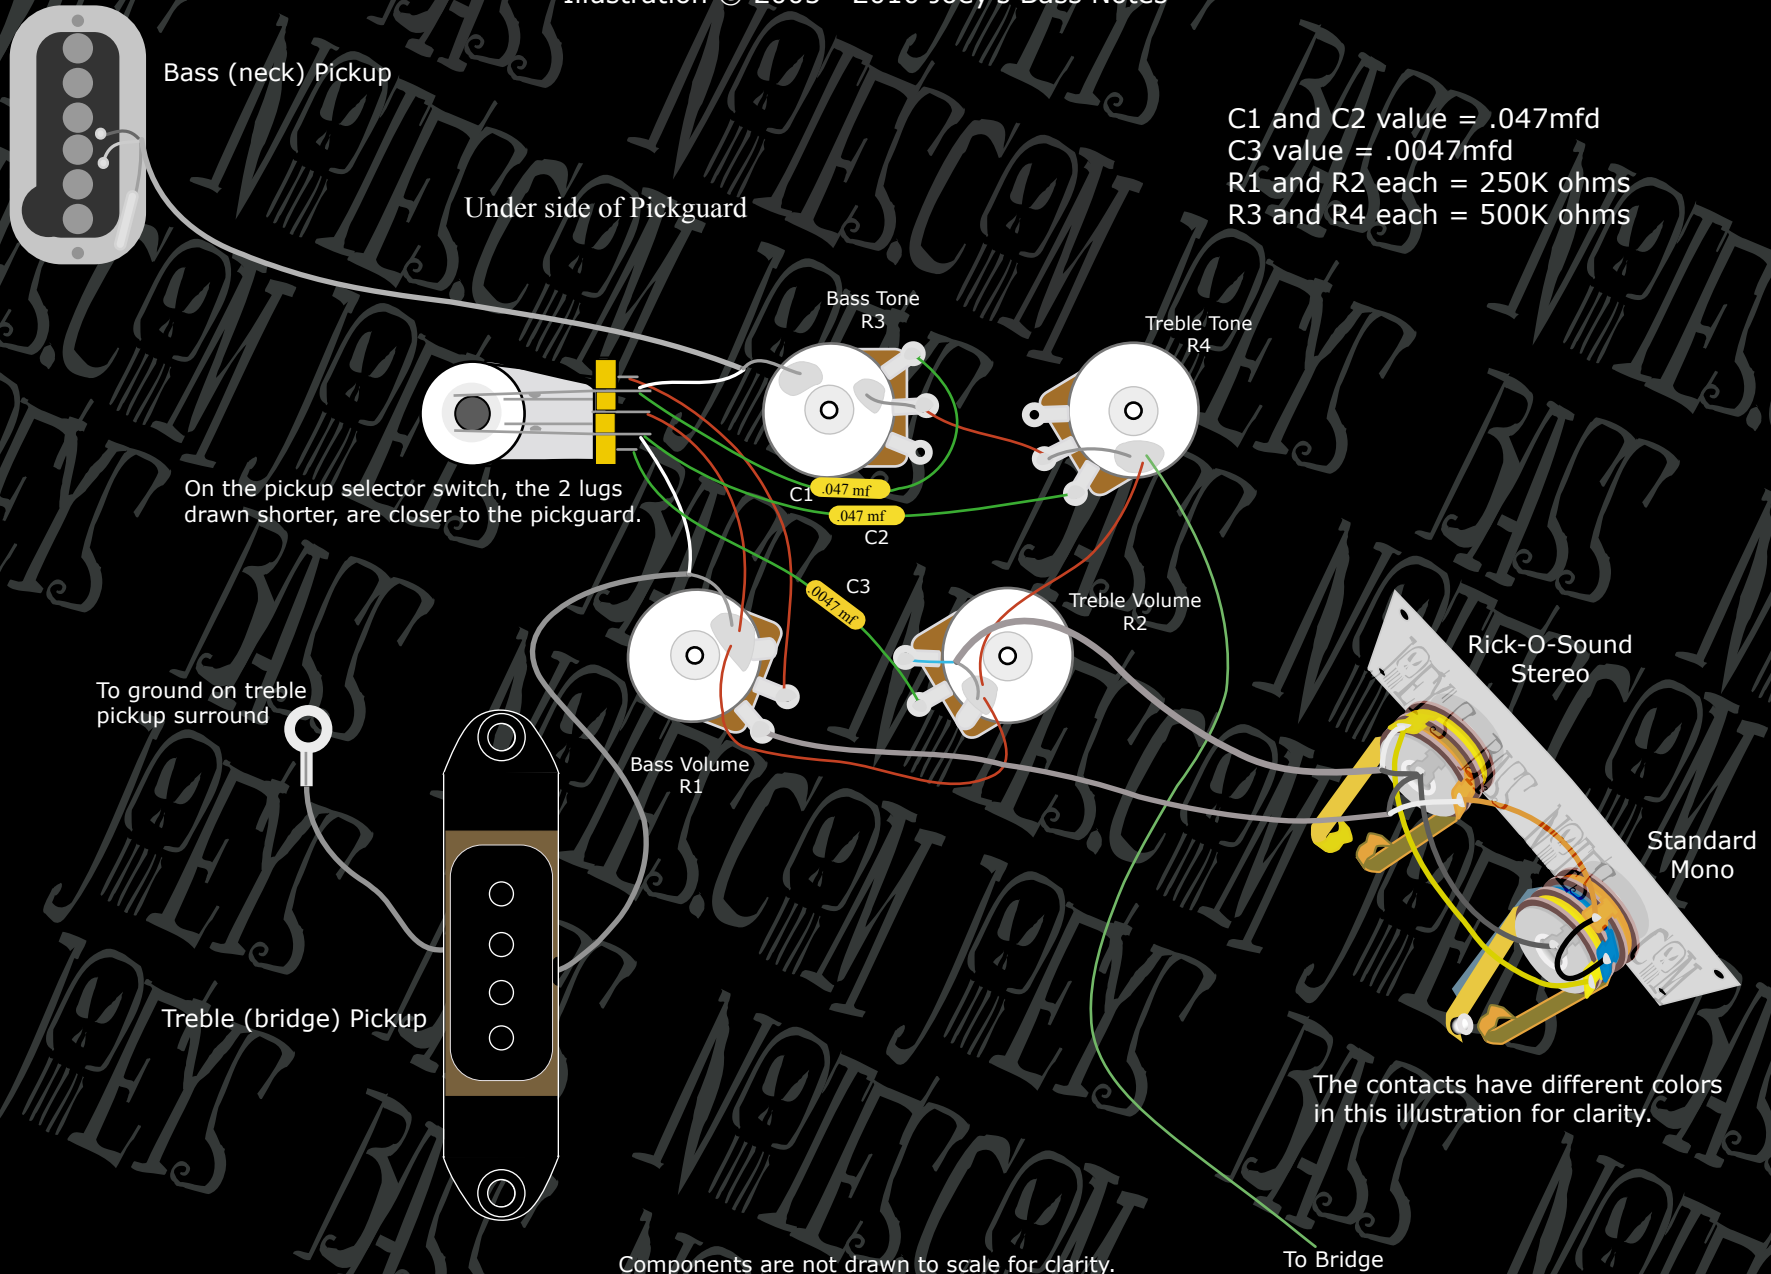 Bass (neck) Pickup
C1 and C2 value = .047mfd
C3 value = .0047mfd
R1 and R2 each = 250K ohms
R3 and R4 each = 500K ohms
Under side of Pickguard
Bass Tone
R3
Treble Tone
R4
On the pickup selector switch, the 2 lugs
drawn shorter, are closer to the pickguard.
C1
.047 mf
.047 mf
C2
C3
.0047 mf
Treble Volume
R2
Rick-O-Sound
Stereo
To ground on treble
pickup surround
Bass Volume
R1
Standard
Mono
Treble (bridge) Pickup
The contacts have different colors
in this illustration for clarity.
To Bridge
Components are not drawn to scale for clarity.
JOEYS BASS NOTES.COM